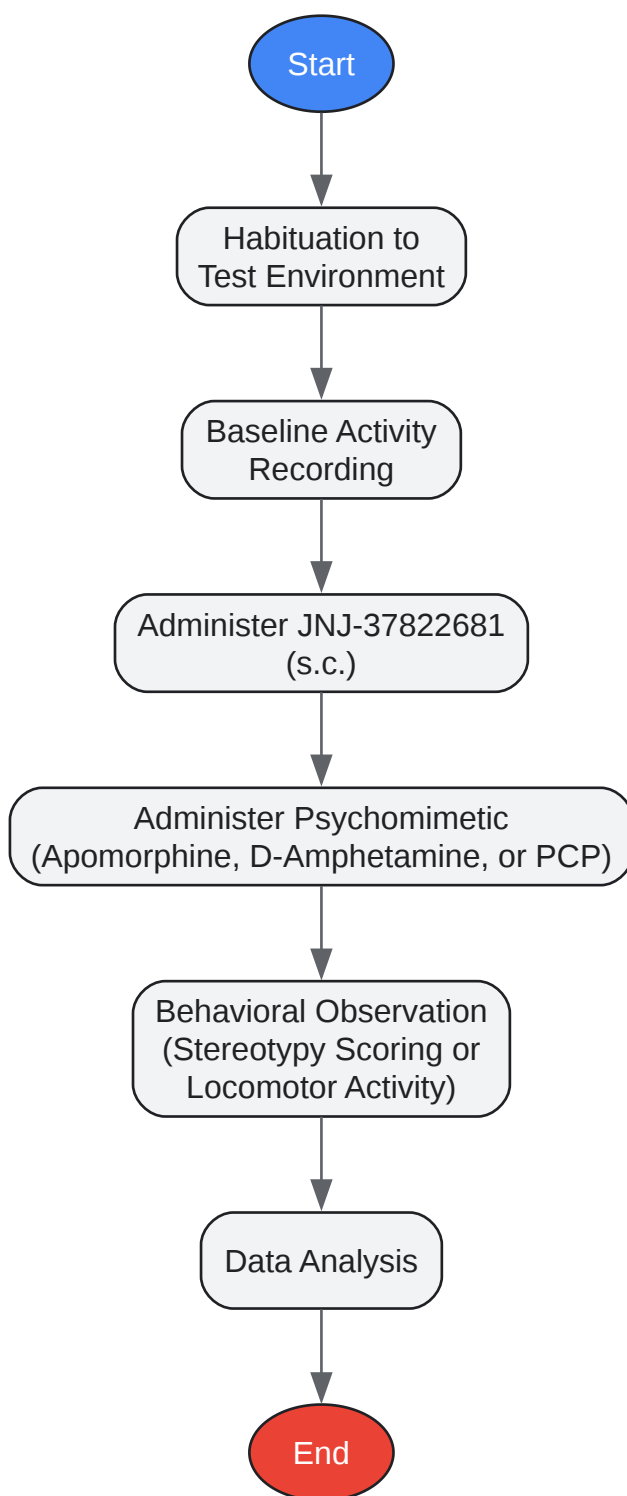 Start
Habituation to
Test Environment
Baseline Activity
Recording
Administer JNJ-37822681
(s.c.)
Administer Psychomimetic
(Apomorphine, D-Amphetamine, or PCP)
Behavioral Observation
(Stereotypy Scoring or
Locomotor Activity)
Data Analysis
End